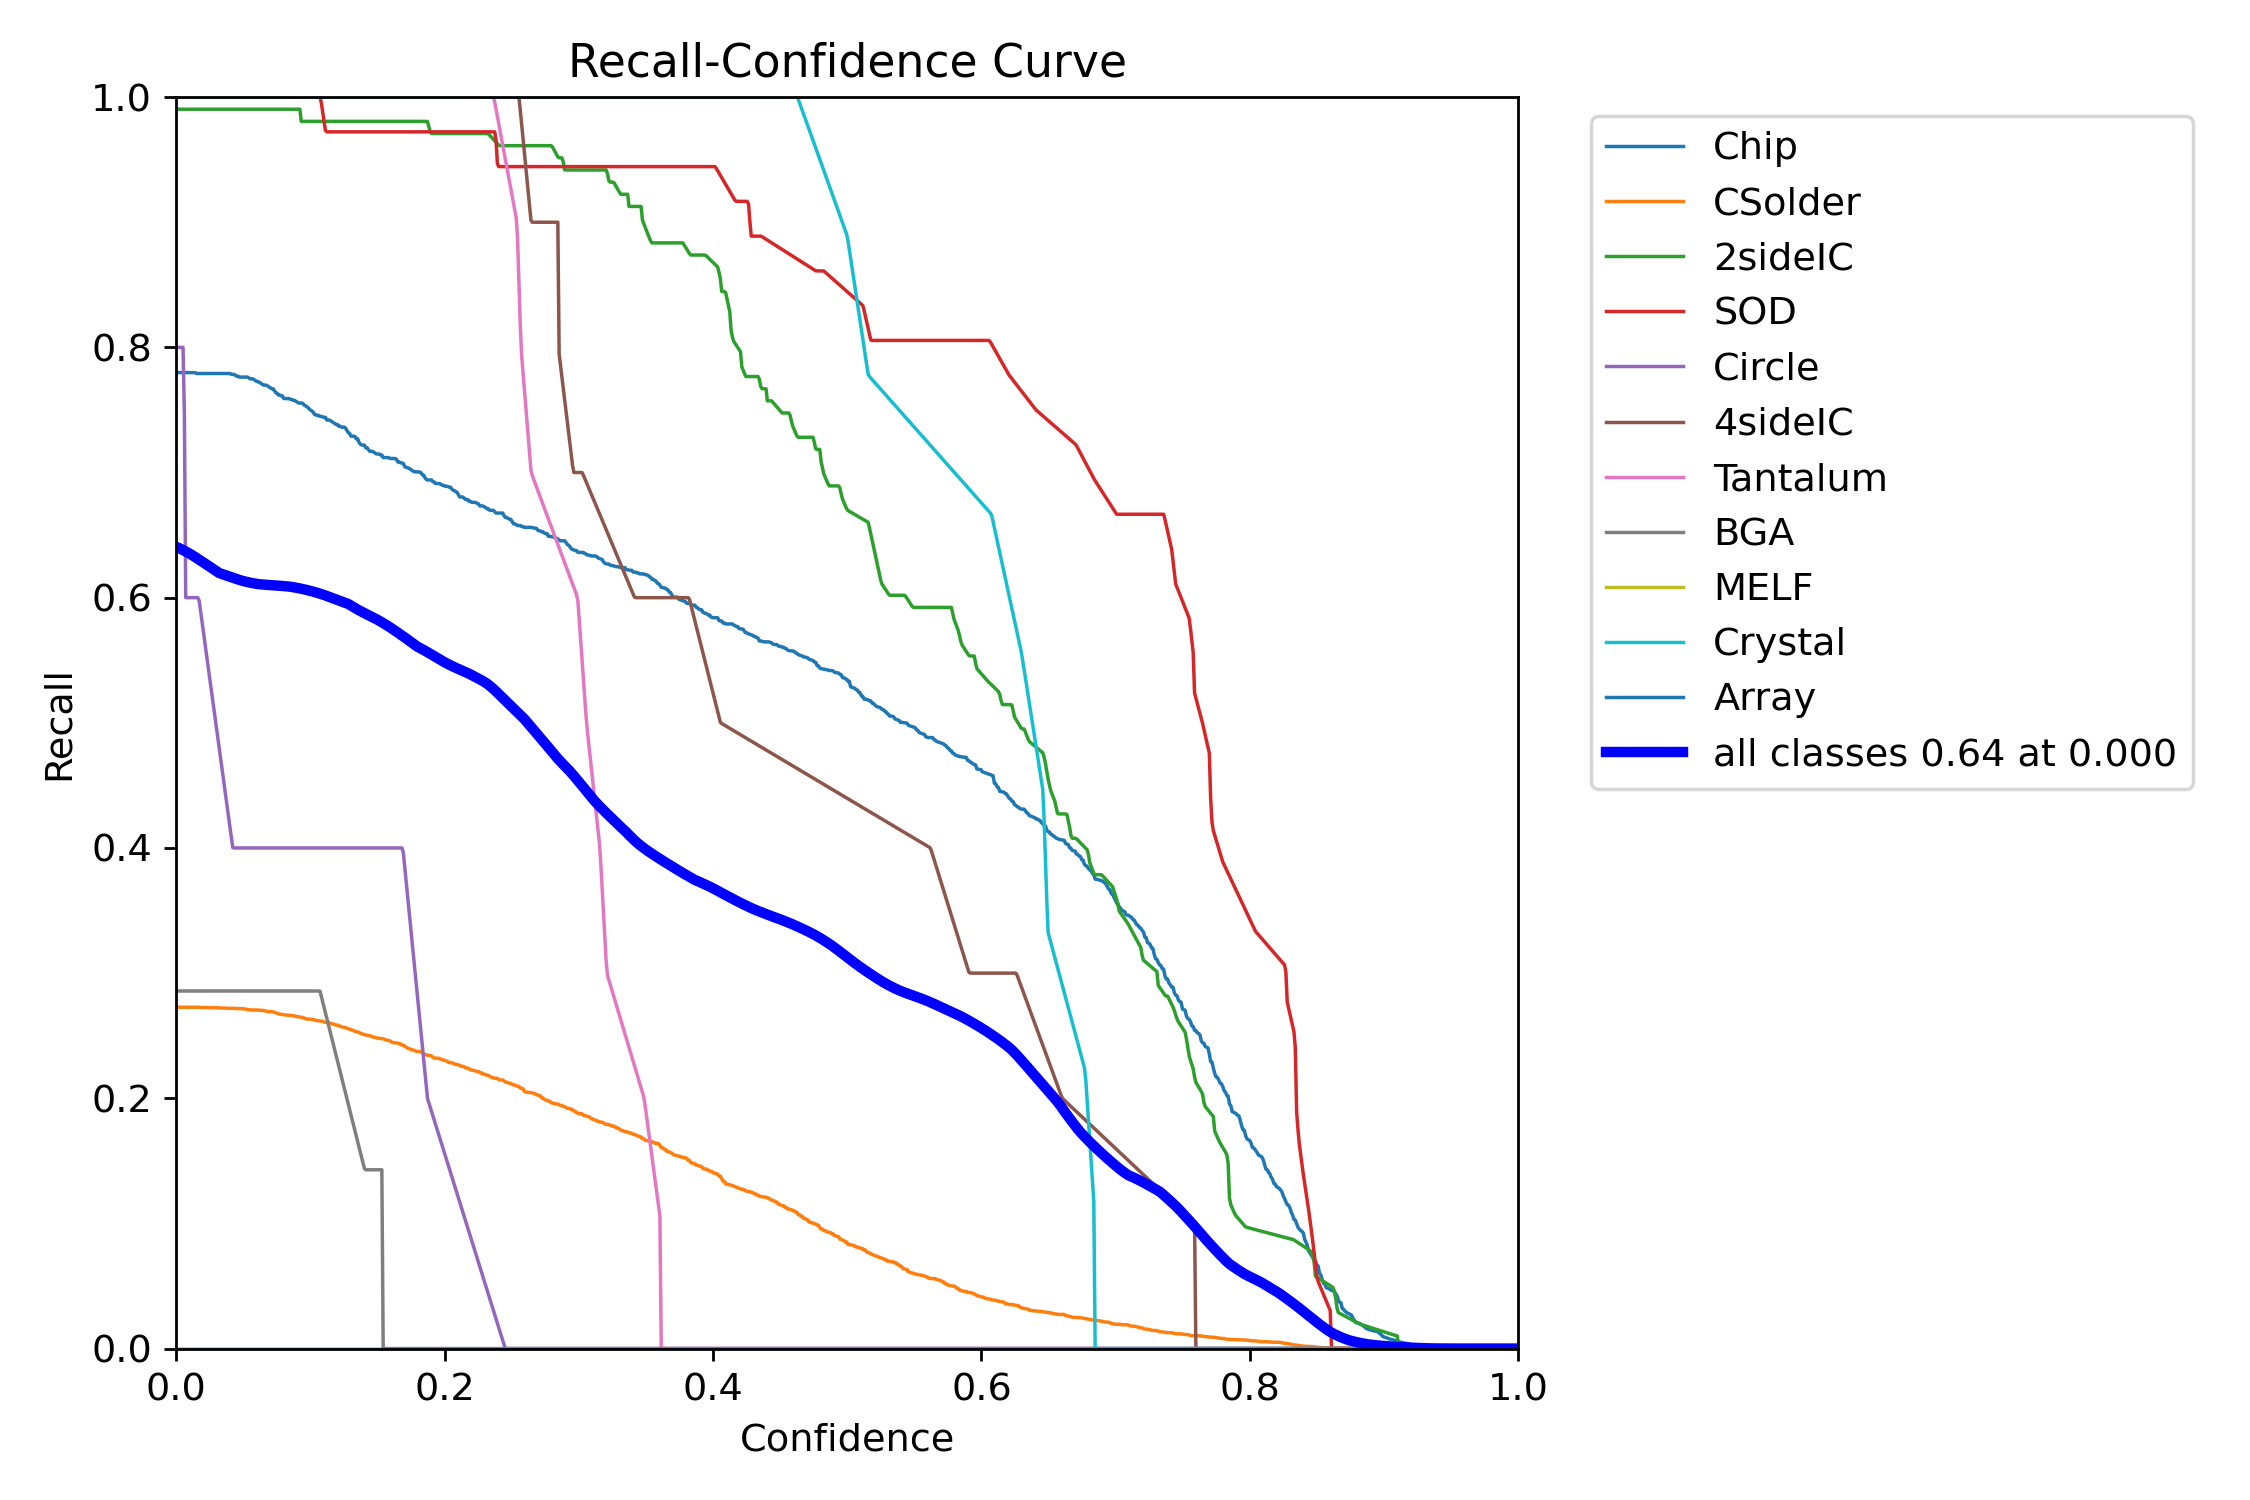 Recall-Confidence Curve
1.0
0.8
0.6
0.4
0.2
0.0
Recall
0.0 0.2 0.4 0.6 0.8 1.0
Confidence
Chip
CSolder
2sideIC
SOD
Circle
4sideIC
Tantalum
BGA
MELF
Crystal
Array
all classes 0.64 at 0.000